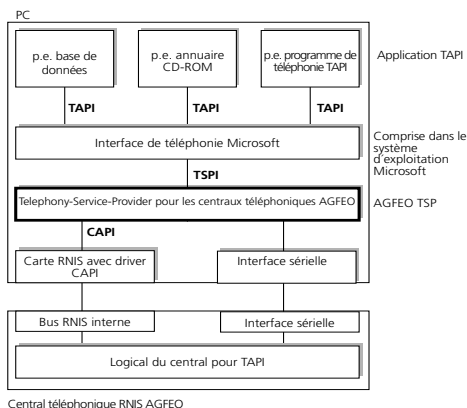 PC
p.e. base de
données
p.e. annuaire
CD-ROM
p.e. programme de
téléphonie TAPI
Application TAPI
TAPI
TAPI
TAPI
Interface de téléphonie Microsoft
Comprise dans le
système
d'exploitation
Microsoft
TSPI
Telephony-Service-Provider pour les centraux téléphoniques AGFEO
AGFEO TSP
CAPI
Carte RNIS avec driver
CAPI
Interface sérielle
Bus RNIS interne
Interface sérielle
Logical du central pour TAPI
Central téléphonique RNIS AGFEO